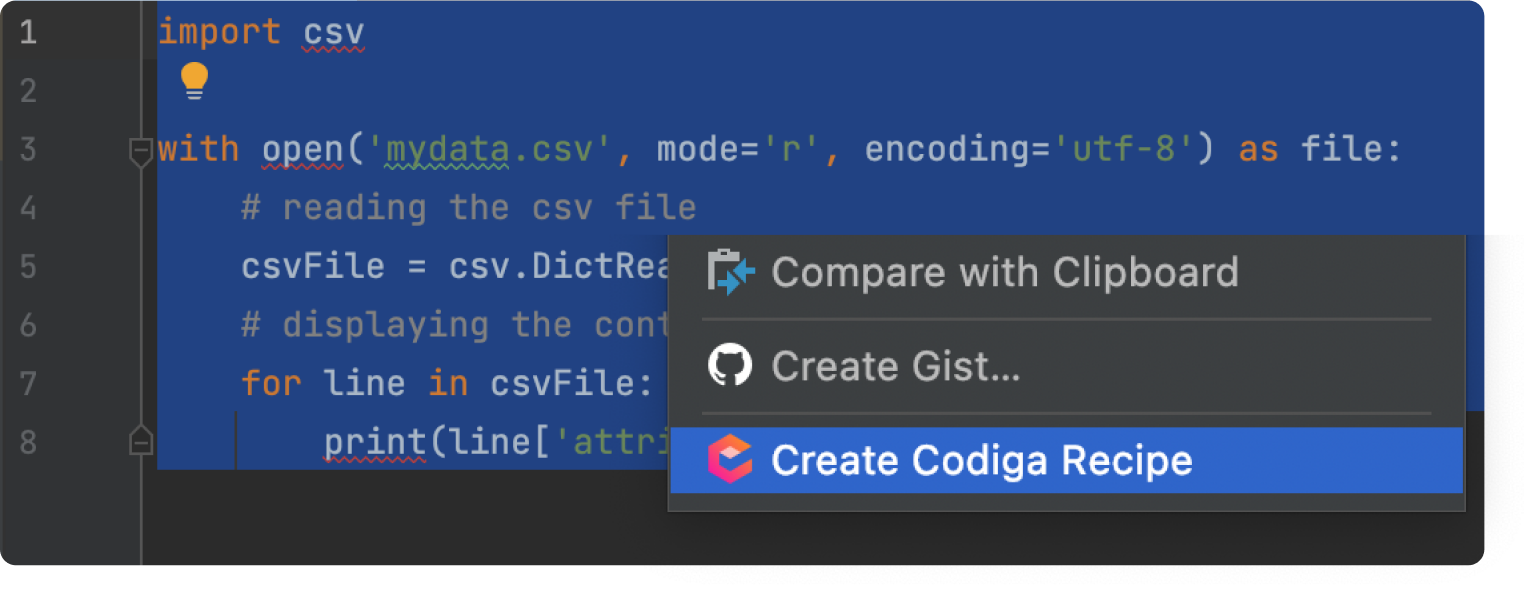 1 import csv
2
3 with open('mydata.csv', mode='r', encoding='utf-8') as file:
4 # reading the csv file
5 csvFile = csv.DictRea
6 # displaying the cont
7 for line in csvFile:
8 print(line['attri
Compare with Clipboard
Create Gist...
Create Codiga Recipe